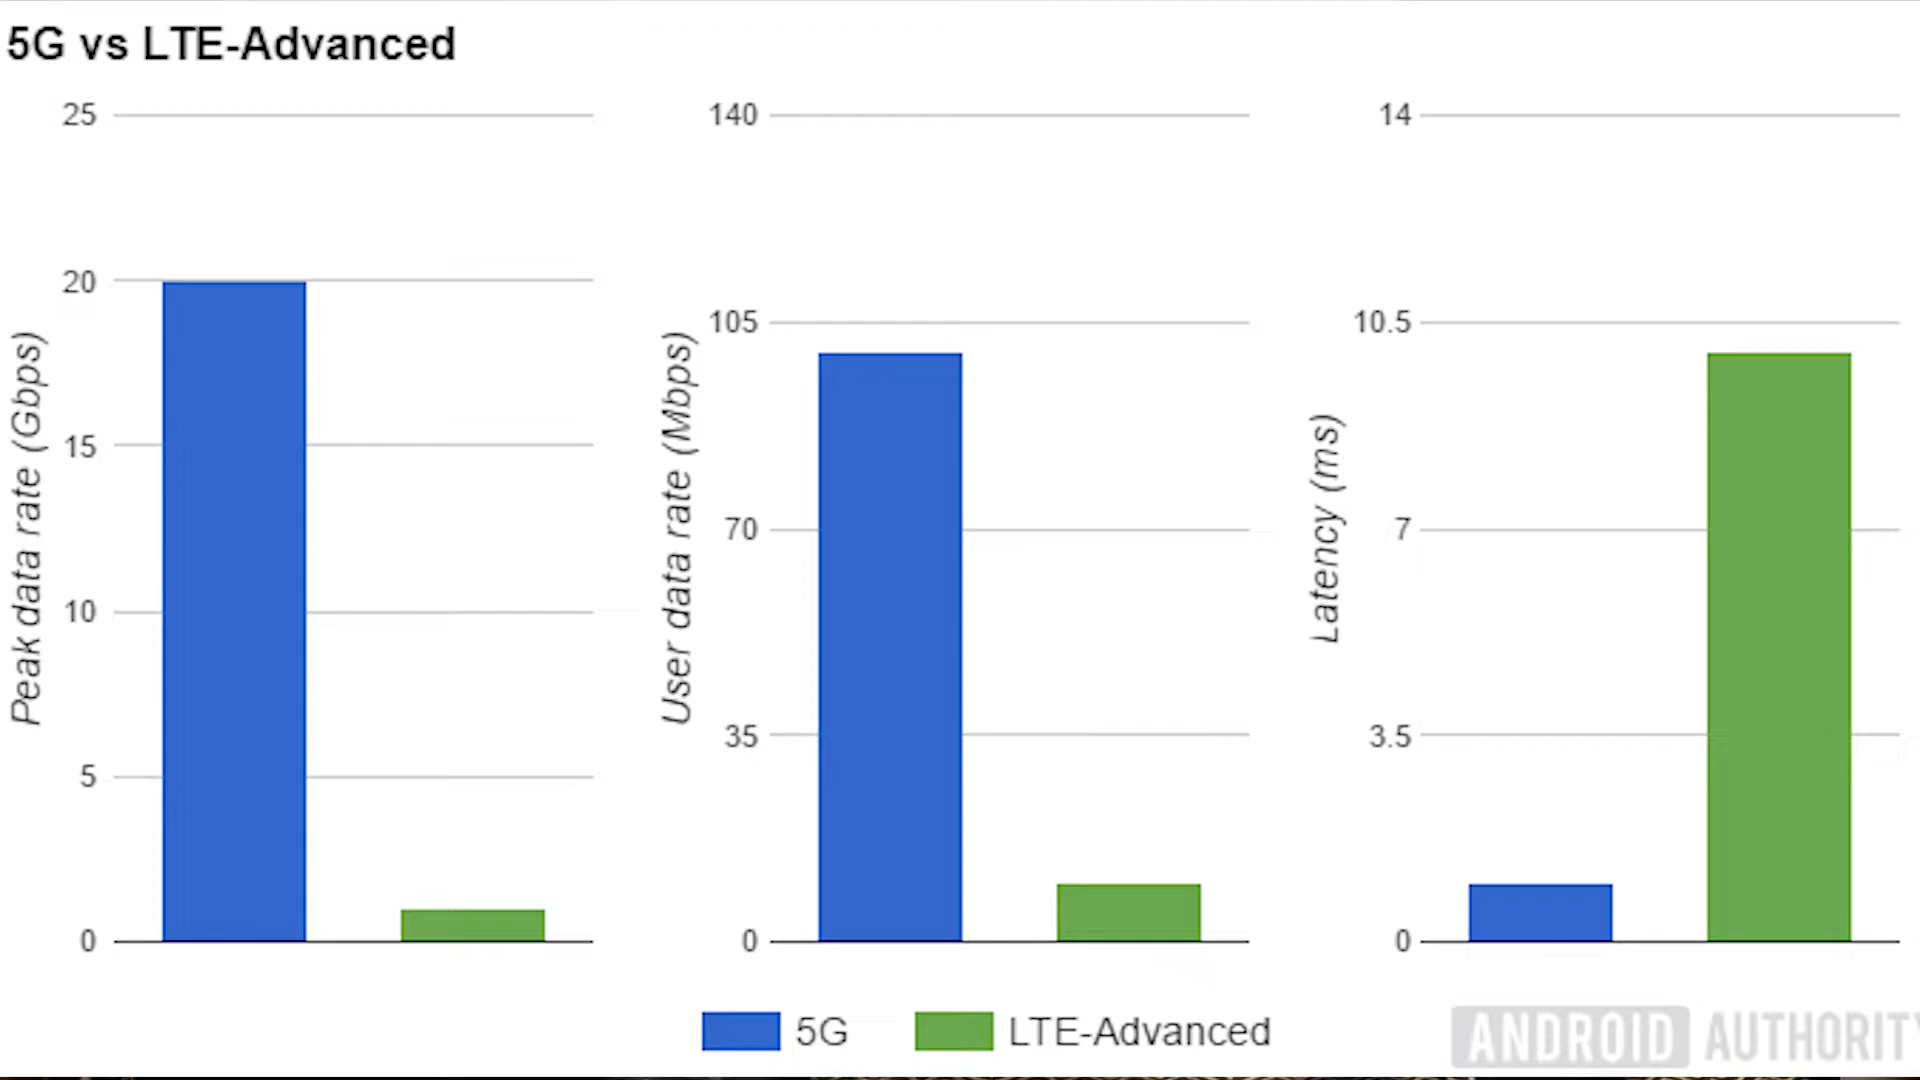 5G vs LTE-Advanced
Peak data rate (Gbps)
25
20
15
10
5
0
User data rate (Mbps)
140
105
70
35
0
Latency (ms)
14
10.5
7
3.5
0
5G
LTE-Advanced
ANDROID AUTHORITY